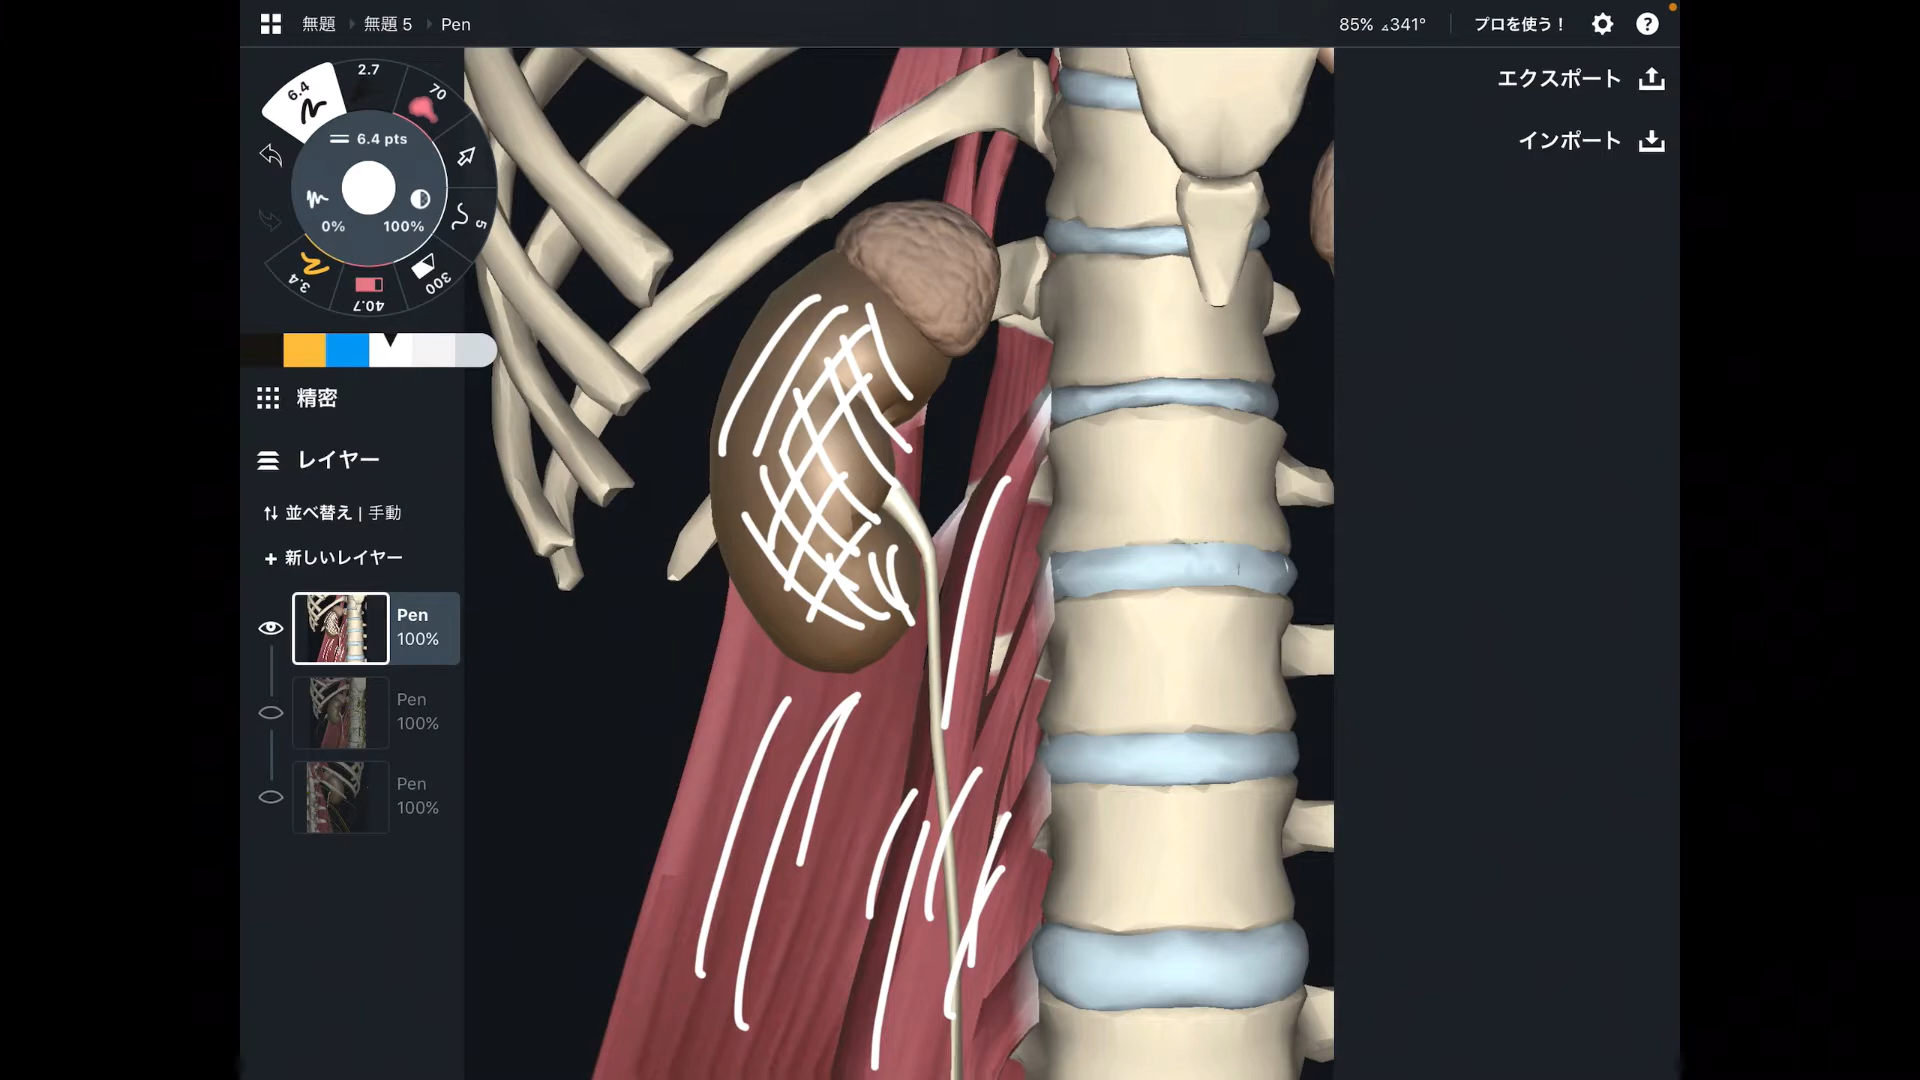 無題 無題 5 Pen
85% ⊿341°
プロを使う！
エクスポート
インポート
2.7
6.4
70
6.4 pts
0%
100%
5
300
40.7
3.4
精密
レイヤー
並べ替え | 手動
+ 新しいレイヤー
Pen
100%
Pen
100%
Pen
100%